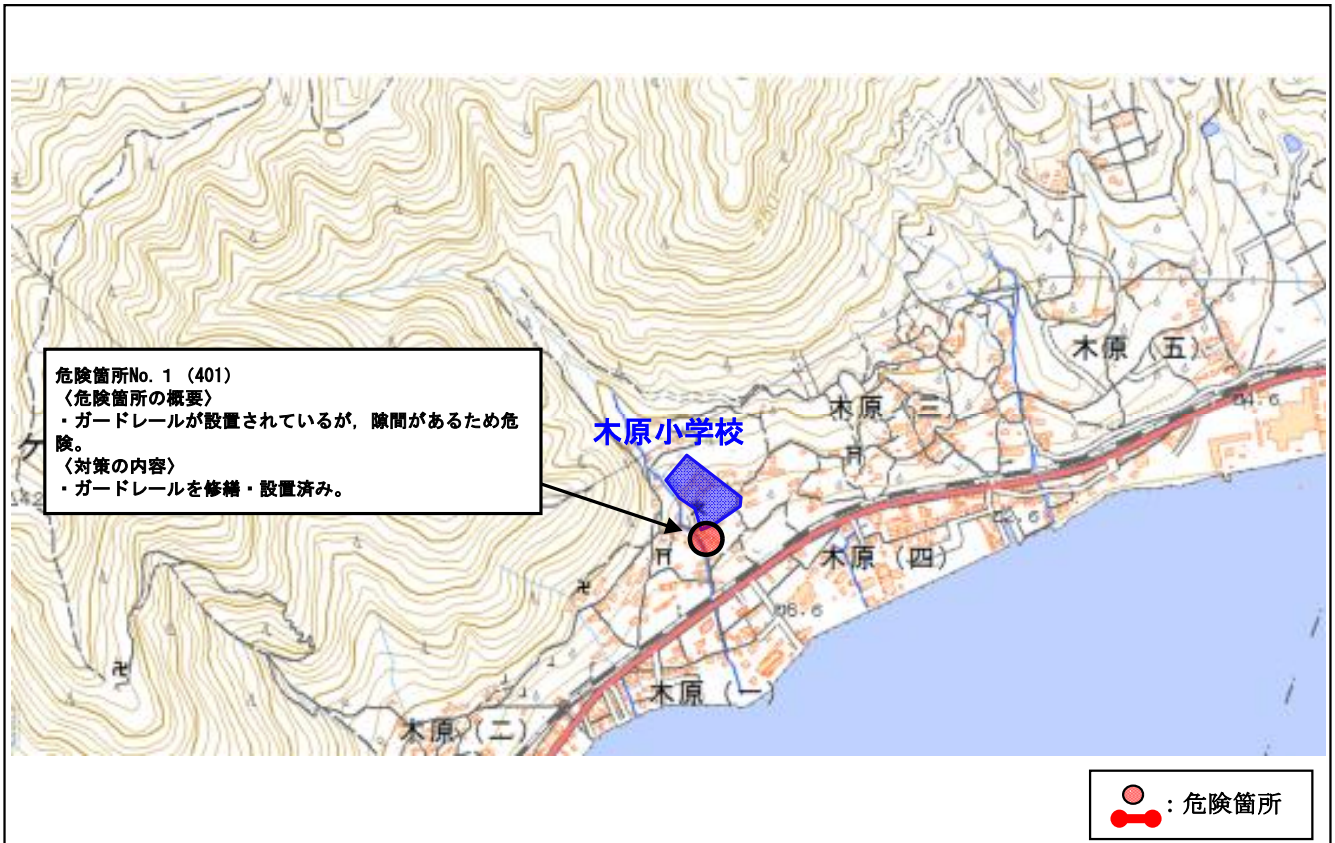 危険箇所No. 1 (401)
〈危険箇所の概要〉
・ガードレールが設置されているが, 隙間があるため危
険。
〈対策の内容〉
・ガードレールを修繕・設置済み。
木原小学校
木原(五)
木原(三)
木原(四)
木原(一)
木原(二)
: 危険箇所